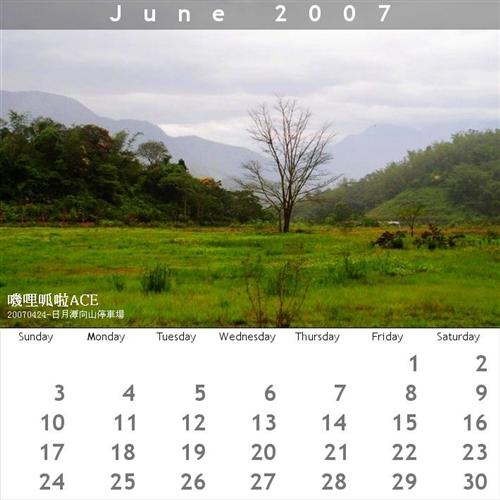 June 2007
嘰哩呱啦ACE
20070424-日月潭向山停車場
Sunday Monday Tuesday Wednesday Thursday Friday Saturday
1 2
3 4 5 6 7 8 9
10 11 12 13 14 15 16
17 18 19 20 21 22 23
24 25 26 27 28 29 30